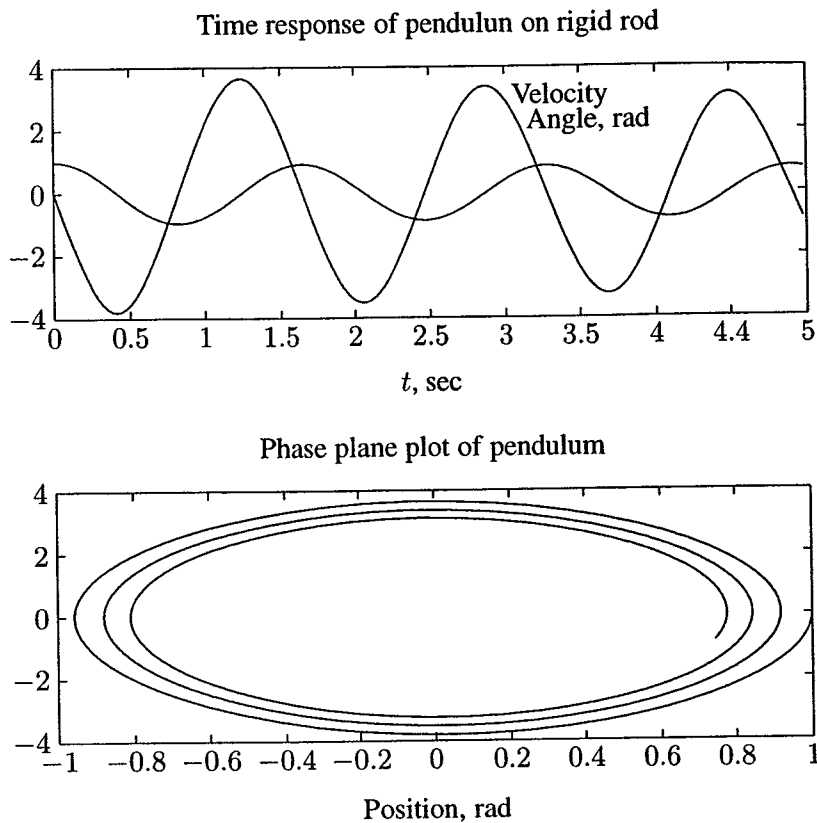 Time response of pendulun on rigid rod
4
2
0
−2
−4
Velocity
Angle, rad
0 0.5 1 1.5 2 2.5 3 3.5 4 4.4 5
t, sec
Phase plane plot of pendulum
4
2
0
−2
−4
−1 −0.8 −0.6 −0.4 −0.2 0 0.2 0.4 0.6 0.8 1
Position, rad